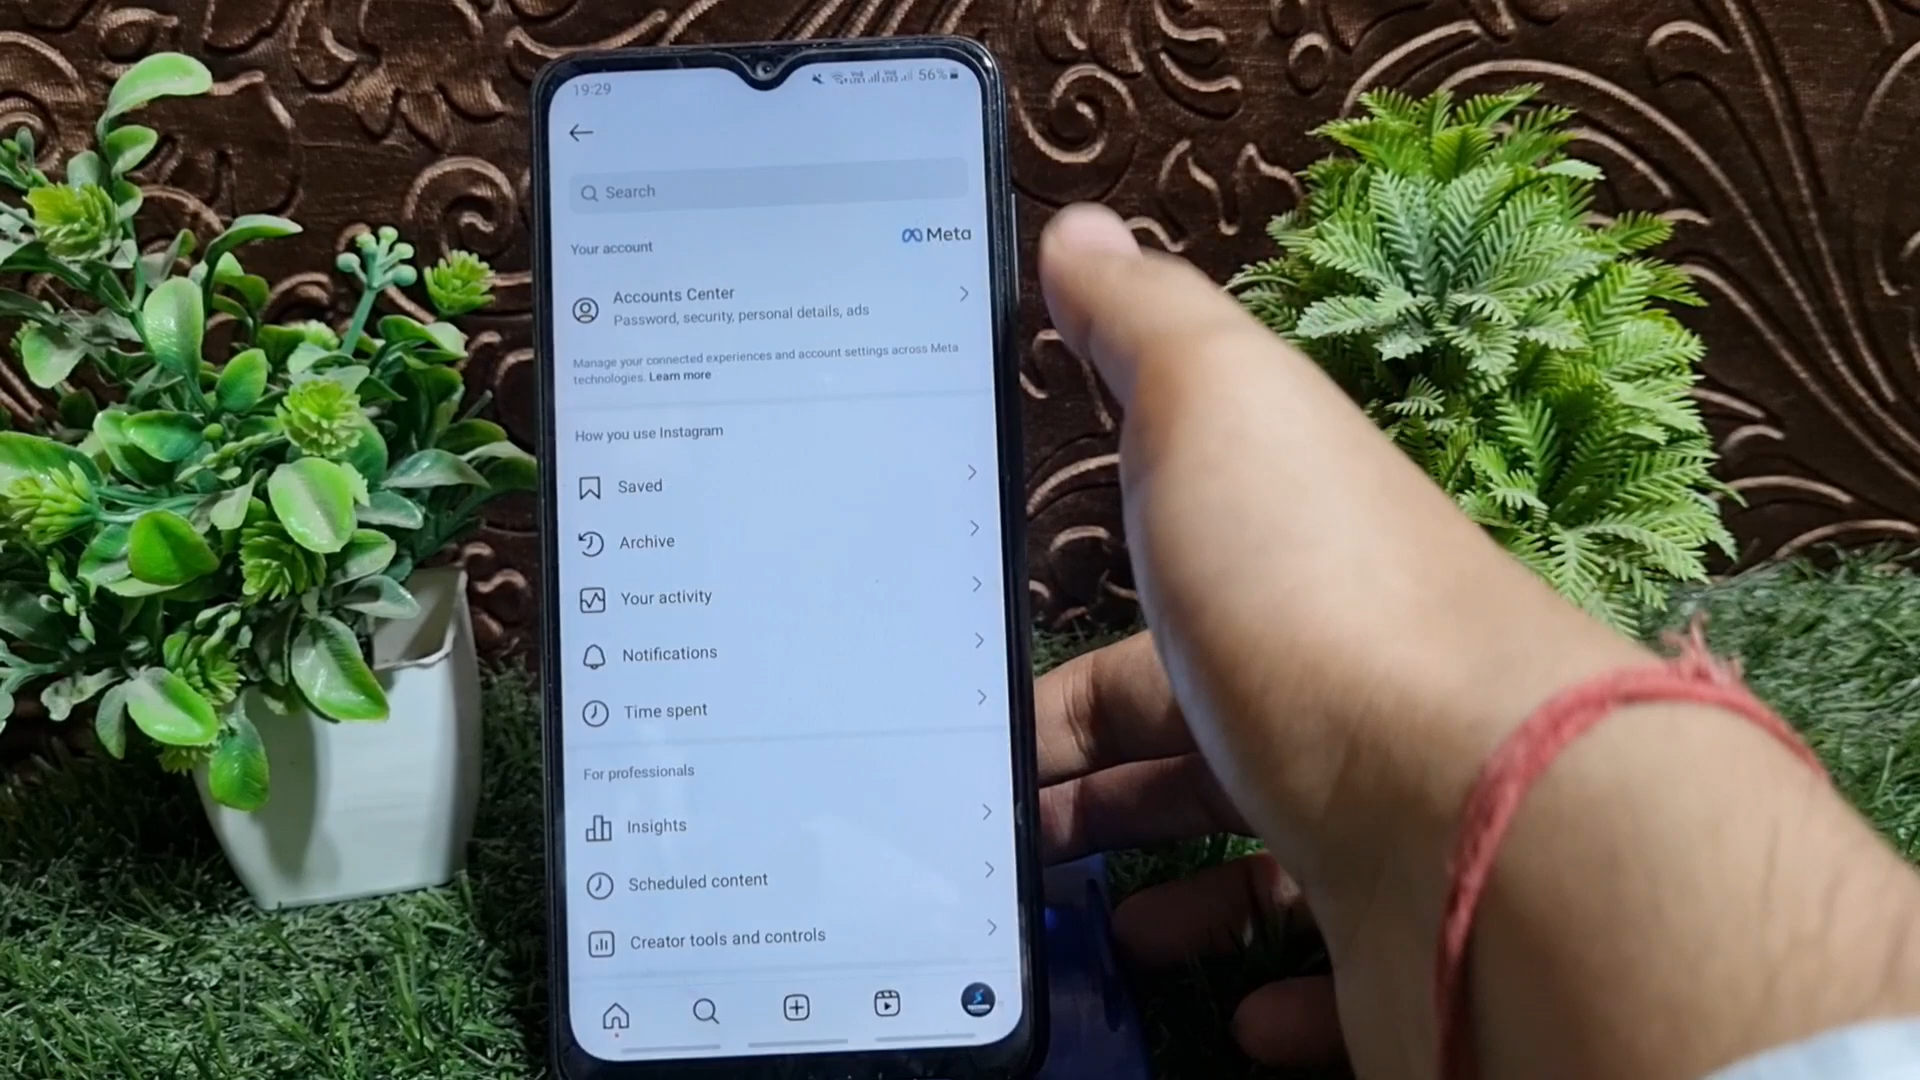 19:29
56%
Search
Your account
Meta
Accounts Center
Password, security, personal details, ads
Manage your connected experiences and account settings across Meta
technologies. Learn more
How you use Instagram
Saved
Archive
Your activity
Notifications
Time spent
For professionals
Insights
Scheduled content
Creator tools and controls